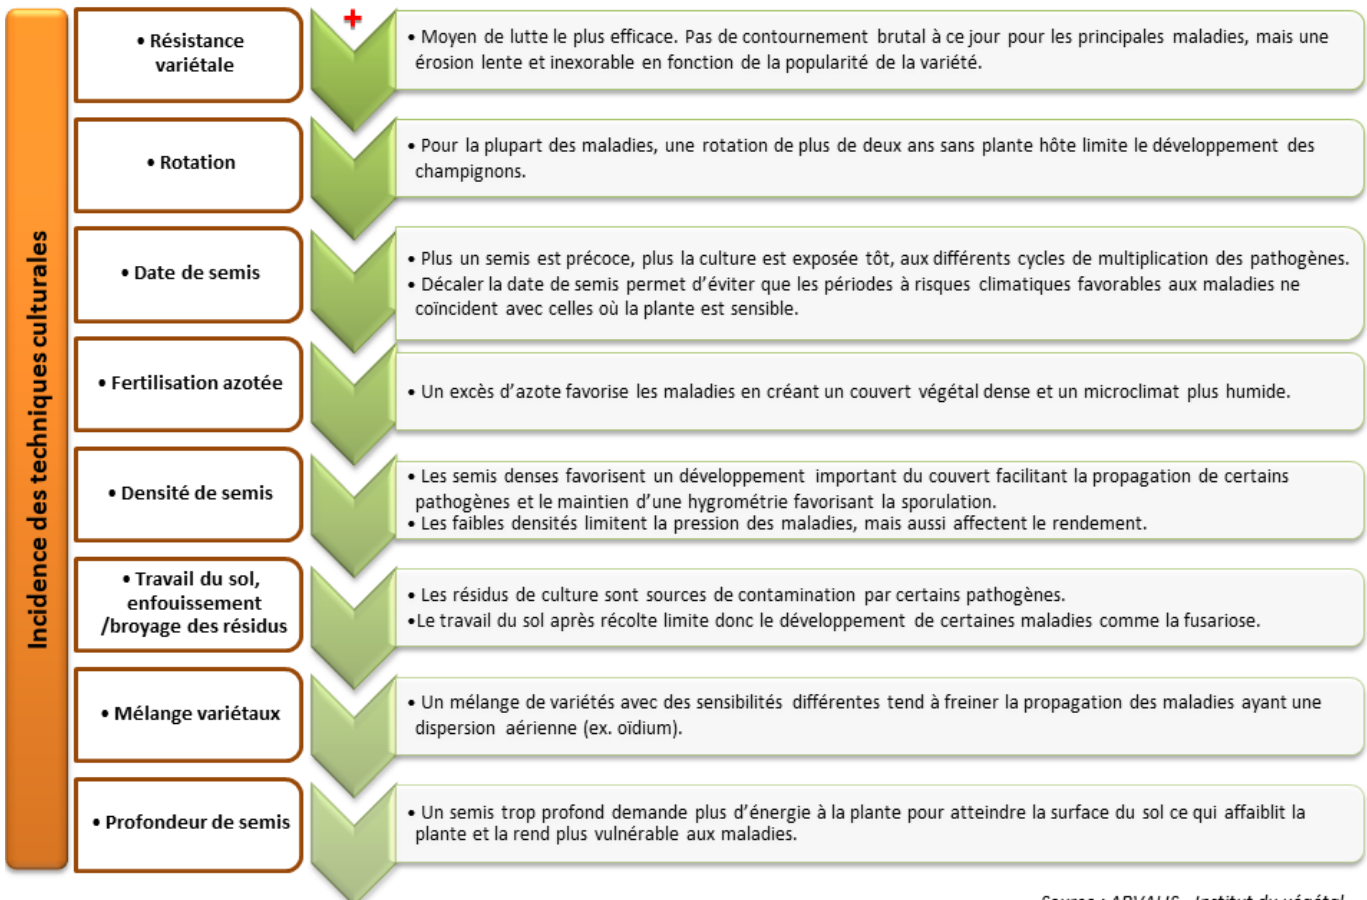 Incidence des techniques culturales
+
• Résistance
variétale
• Moyen de lutte le plus efficace. Pas de contournement brutal à ce jour pour les principales maladies, mais une
érosion lente et inexorable en fonction de la popularité de la variété.
• Rotation
• Pour la plupart des maladies, une rotation de plus de deux ans sans plante hôte limite le développement des
champignons.
• Date de semis
• Plus un semis est précoce, plus la culture est exposée tôt, aux différents cycles de multiplication des pathogènes.
• Décaler la date de semis permet d’éviter que les périodes à risques climatiques favorables aux maladies ne
coïncident avec celles où la plante est sensible.
• Fertilisation azotée
• Un excès d’azote favorise les maladies en créant un couvert végétal dense et un microclimat plus humide.
• Densité de semis
• Les semis denses favorisent un développement important du couvert facilitant la propagation de certains
pathogènes et le maintien d’une hygrométrie favorisant la sporulation.
• Les faibles densités limitent la pression des maladies, mais aussi affectent le rendement.
• Travail du sol,
enfouissement
/broyage des résidus
• Les résidus de culture sont sources de contamination par certains pathogènes.
•Le travail du sol après récolte limite donc le développement de certaines maladies comme la fusariose.
• Mélange variétaux
• Un mélange de variétés avec des sensibilités différentes tend à freiner la propagation des maladies ayant une
dispersion aérienne (ex. oïdium).
• Profondeur de semis
• Un semis trop profond demande plus d’énergie à la plante pour atteindre la surface du sol ce qui affaiblit la
plante et la rend plus vulnérable aux maladies.
Source : ARVALIS - Institut du végétal